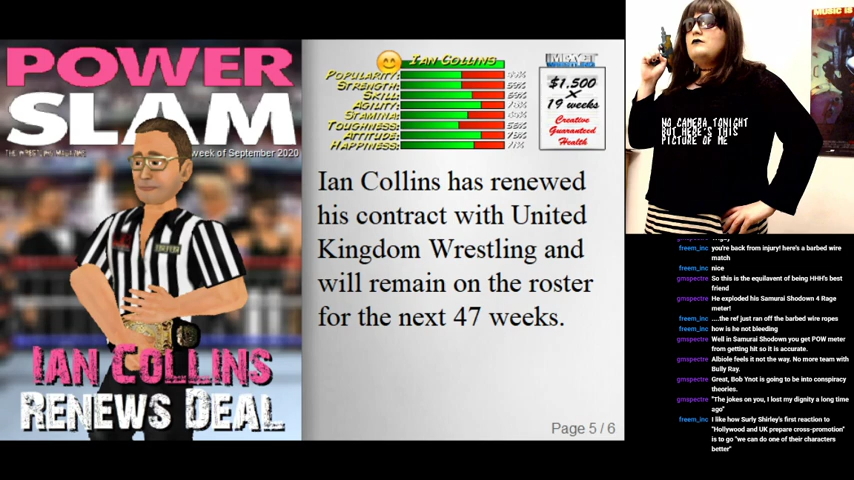 POWER
SLAM
THE WRESTLING MAGAZINE
week of September 2020
IAN COLLINS
RENEWS DEAL
IAN COLLINS
POPULARITY:
STRENGTH:
SKILL:
AGILITY:
STAMINA:
TOUGHNESS:
ATTITUDE:
HAPPINESS:
IMPACT
WRESTLING
$1,500
X
19 weeks
Creative
Guaranteed
Health
Ian Collins has renewed
his contract with United
Kingdom Wrestling and
will remain on the roster
for the next 47 weeks.
Page 5 / 6
MUSIC IS
NO CAMERA TONIGHT
BUT HERE'S THIS
PICTURE OF ME
freem_inc you're back from injury! here's a barbed wire
match
freem_inc nice
gmspectre So this is the equilavent of being HHH's best
friend
gmspectre He exploded his Samurai Shodown 4 Rage
meter!
freem_inc ....the ref just ran off the barbed wire ropes
freem_inc how is he not bleeding
gmspectre Well in Samurai Shodown you get POW meter
from getting hit so it is accurate.
gmspectre Albiole feels it not the way. No more team with
Bully Ray.
gmspectre Great, Bob Ynot is going to be into conspiracy
theories.
gmspectre "The jokes on you, I lost my dignity a long time
ago"
freem_inc I like how Surly Shirley's first reaction to
"Hollywood and UK prepare cross-promotion"
is to go "we can do one of their characters
better"